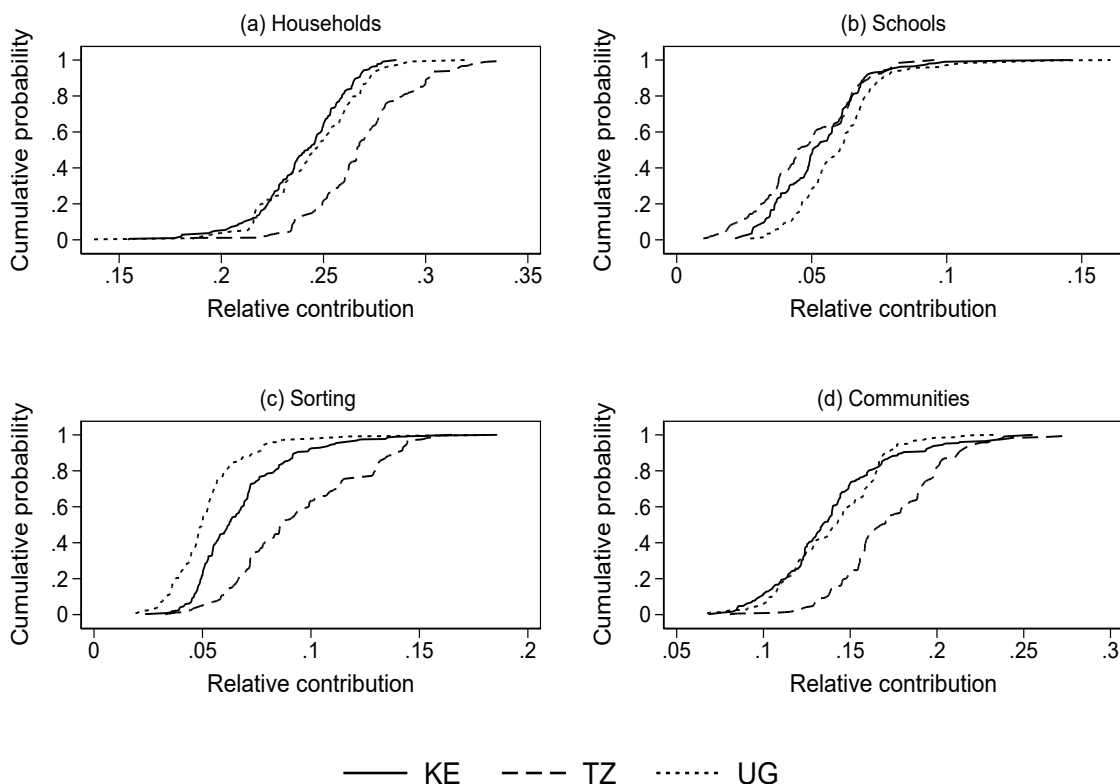 (a) Households
Cumulative probability
1
.8
.6
.4
.2
0
.15 .2 .25 .3 .35
Relative contribution
(b) Schools
Cumulative probability
1
.8
.6
.4
.2
0
0 .05 .1 .15
Relative contribution
(c) Sorting
Cumulative probability
1
.8
.6
.4
.2
0
0 .05 .1 .15 .2
Relative contribution
(d) Communities
Cumulative probability
1
.8
.6
.4
.2
0
.05 .1 .15 .2 .25 .3
Relative contribution
KE TZ UG